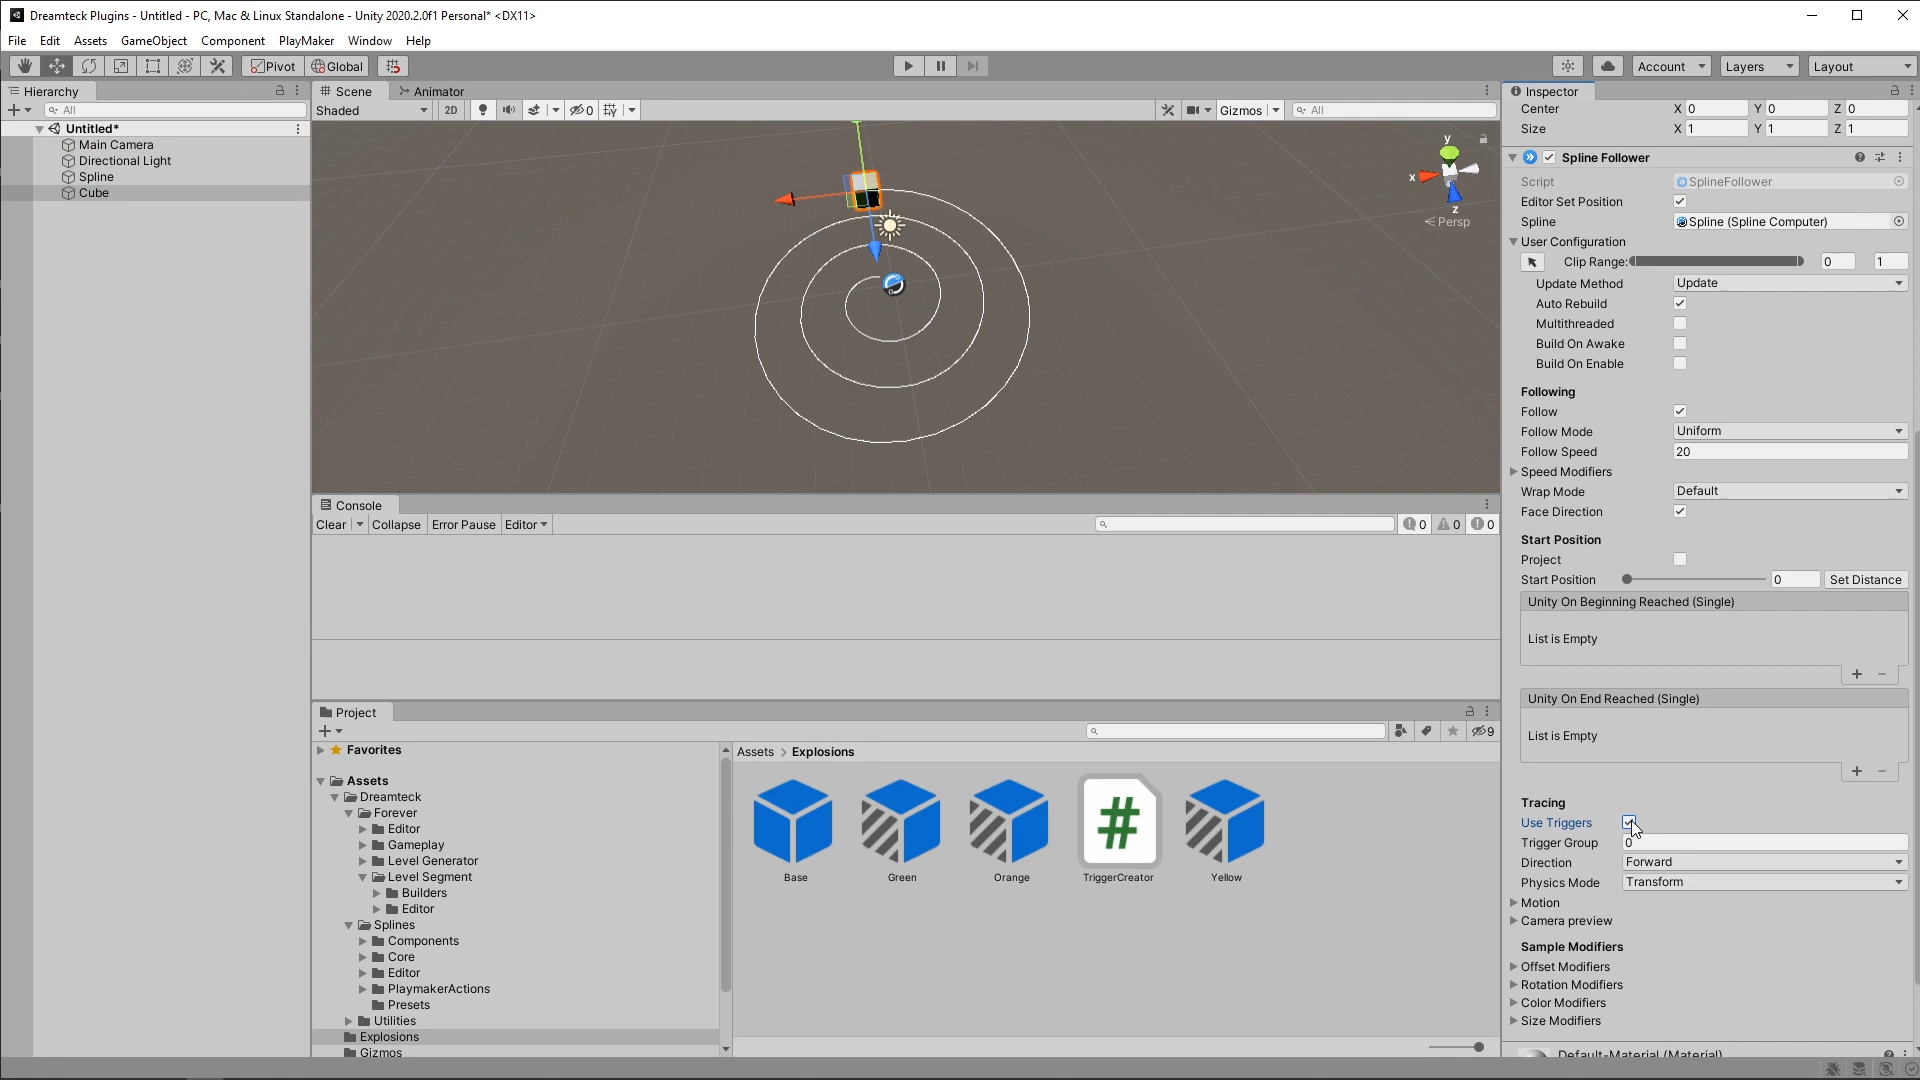 Dreamteck Plugins - Untitled - PC, Mac & Linux Standalone - Unity 2020.2.0f1 Personal* <DX11>
File Edit Assets GameObject Component PlayMaker Window Help
Pivot Global Account Layers Layout
Hierarchy
All
Untitled*
Main Camera
Directional Light
Spline
Cube
Scene Animator
Shaded 2D 0 Gizmos All
y
x
z
Persp
Console
Clear Collapse Error Pause Editor 0 0 0
Project
9
Favorites
Assets
Dreamteck
Forever
Editor
Gameplay
Level Generator
Level Segment
Builders
Editor
Splines
Components
Core
Editor
PlaymakerActions
Presets
Utilities
Explosions
Gizmos
Assets > Explosions
Base Green Orange TriggerCreator Yellow
Inspector
Center X 0 Y 0 Z 0
Size X 1 Y 1 Z 1
Spline Follower
Script SplineFollower
Editor Set Position
Spline Spline (Spline Computer)
User Configuration
Clip Range: 0 1
Update Method Update
Auto Rebuild
Multithreaded
Build On Awake
Build On Enable
Following
Follow
Follow Mode Uniform
Follow Speed 20
Speed Modifiers
Wrap Mode Default
Face Direction
Start Position
Project
Start Position 0 Set Distance
Unity On Beginning Reached (Single)
List is Empty
+ -
Unity On End Reached (Single)
List is Empty
+ -
Tracing
Use Triggers
Trigger Group 0
Direction Forward
Physics Mode Transform
Motion
Camera preview
Sample Modifiers
Offset Modifiers
Rotation Modifiers
Color Modifiers
Size Modifiers
Default-Material (Material)